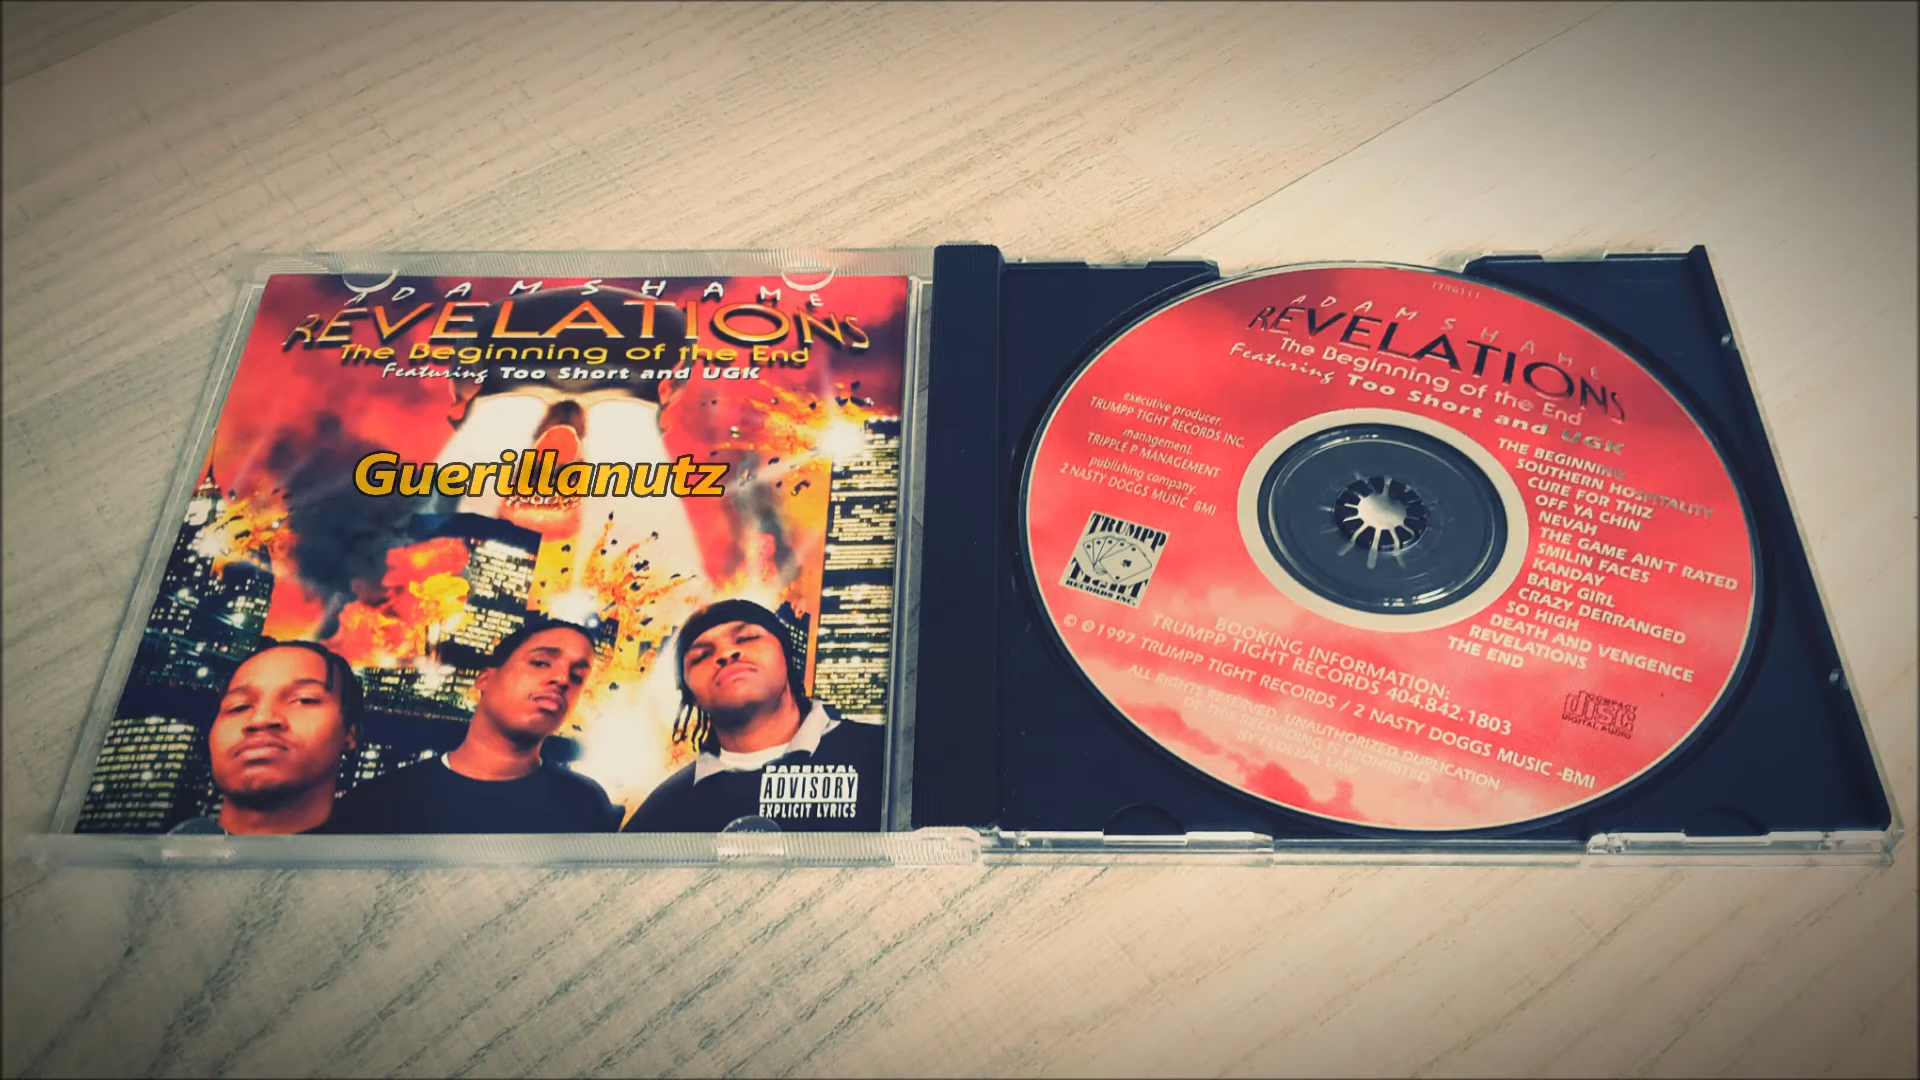 ADAMSHAME
REVELATIONS
The Beginning of the End
Featuring Too Short and UGK
Guerillanutz
PARENTAL
ADVISORY
EXPLICIT LYRICS
ADAMSHAME
REVELATIONS
The Beginning of the End
Featuring Too Short and UGK
executive producer.
TRUMPP TIGHT RECORDS INC.
management.
TRIPPLE P MANAGEMENT
publishing company.
2 NASTY DOGGS MUSIC BMI
TRUMPP
TIGHT
RECORDS INC.
THE BEGINNING
SOUTHERN HOSPITALITY
CURE FOR THIZ
OFF YA CHIN
NEVAH
THE GAME AIN'T RATED
SMILIN FACES
KANDAY
BABY GIRL
CRAZY DERRANGED
SO HIGH
DEATH AND VENGENCE
REVELATIONS
THE END
BOOKING INFORMATION:
TRUMPP TIGHT RECORDS 404.842.1803
© ℗ 1997 TRUMPP TIGHT RECORDS / 2 NASTY DOGGS MUSIC -BMI
ALL RIGHTS RESERVED. UNAUTHORIZED DUPLICATION
OF THIS RECORDING IS PROHIBITED
BY FEDERAL LAW
COMPACT
disc
DIGITAL AUDIO